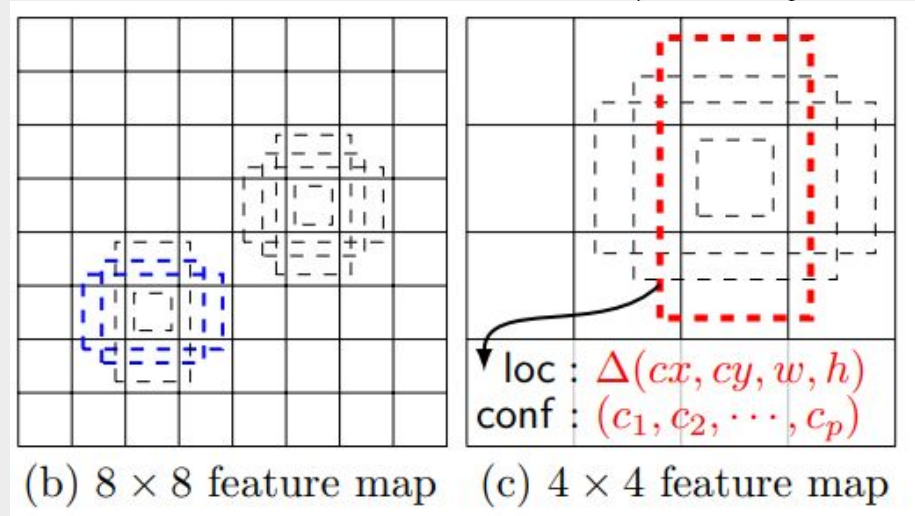 loc : Δ(cx, cy, w, h)
conf : (c₁, c₂, ⋯, cₚ)
(b) 8 × 8 feature map
(c) 4 × 4 feature map